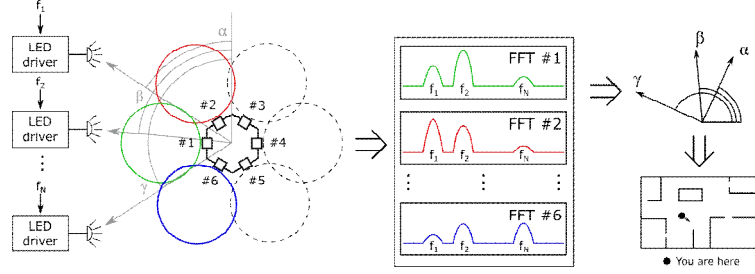 f1
LED
driver
f2
LED
driver
fN
LED
driver
α
β
γ
#1
#2
#3
#4
#5
#6
FFT #1
f1
f2
fN
FFT #2
f1
f2
fN
FFT #6
f1
f2
fN
γ
β
α
You are here